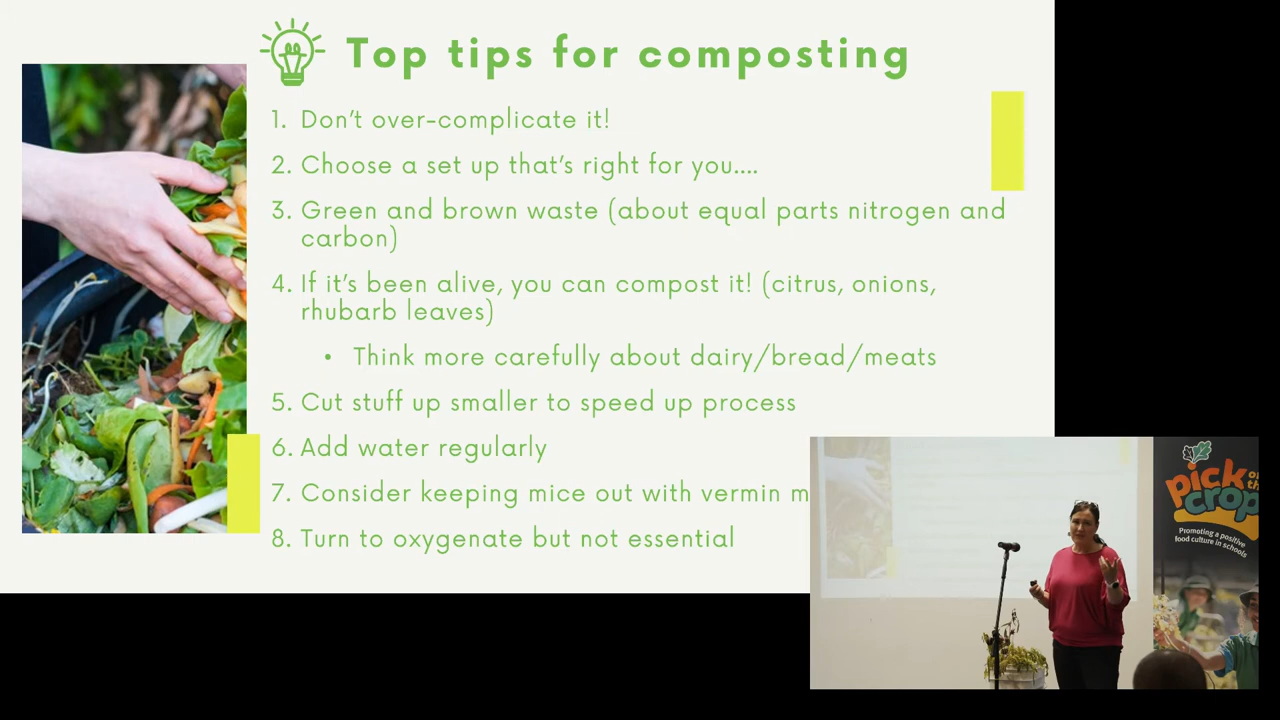 Top tips for composting
1. Don't over-complicate it!
2. Choose a set up that's right for you....
3. Green and brown waste (about equal parts nitrogen and
carbon)
4. If it's been alive, you can compost it! (citrus, onions,
rhubarb leaves)
• Think more carefully about dairy/bread/meats
5. Cut stuff up smaller to speed up process
6. Add water regularly
7. Consider keeping mice out with vermin m
8. Turn to oxygenate but not essential
pick
crop
Promoting a positive
food culture in schools